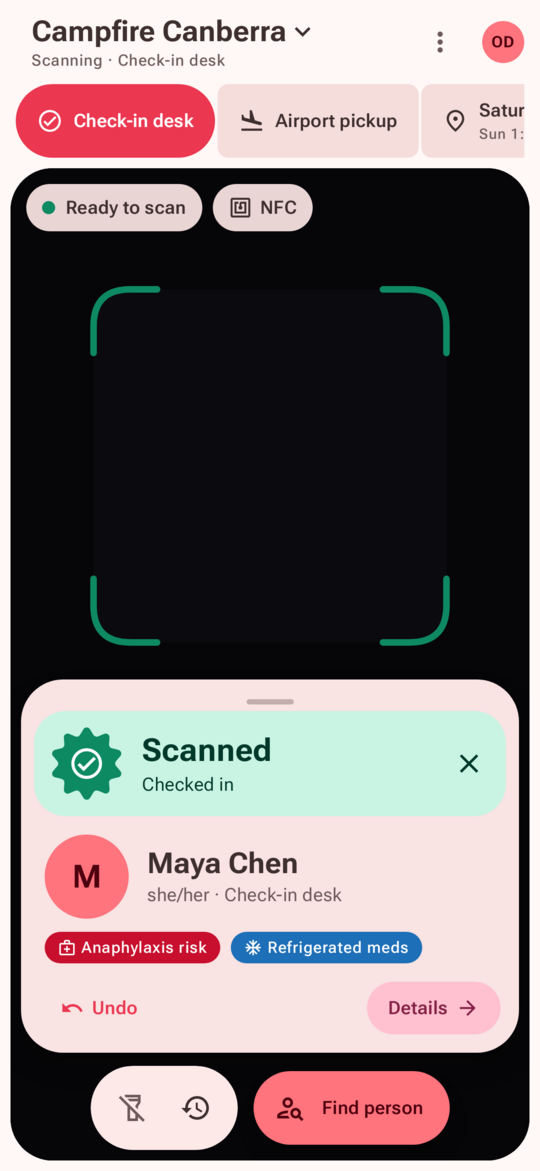 Campfire Canberra
Scanning · Check-in desk
OD
Check-in desk
Airport pickup
Satur
Sun 1:
Ready to scan
NFC
Scanned
Checked in
M
Maya Chen
she/her · Check-in desk
Anaphylaxis risk
Refrigerated meds
Undo
Details
Find person